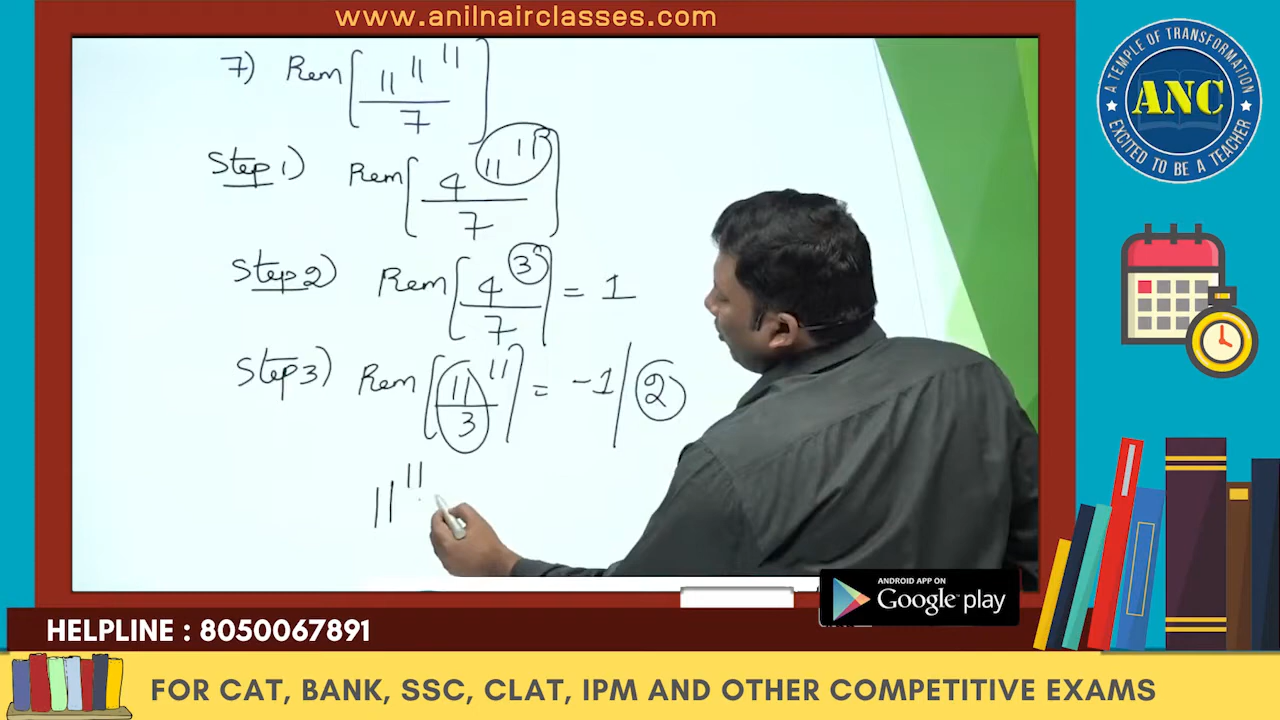 www.anilnairclasses.com
7) Rem [ 11^11^11 / 7 ]
Step 1) Rem [ 4^11^11 / 7 ]
Step 2) Rem [ 4^3 / 7 ] = 1
Step 3) Rem [ 11^11 / 3 ] = -1 / 2
11^11
A TEMPLE OF TRANSFORMATION
ANC
EXCITED TO BE A TEACHER
ANDROID APP ON
Google play
HELPLINE : 8050067891
FOR CAT, BANK, SSC, CLAT, IPM AND OTHER COMPETITIVE EXAMS